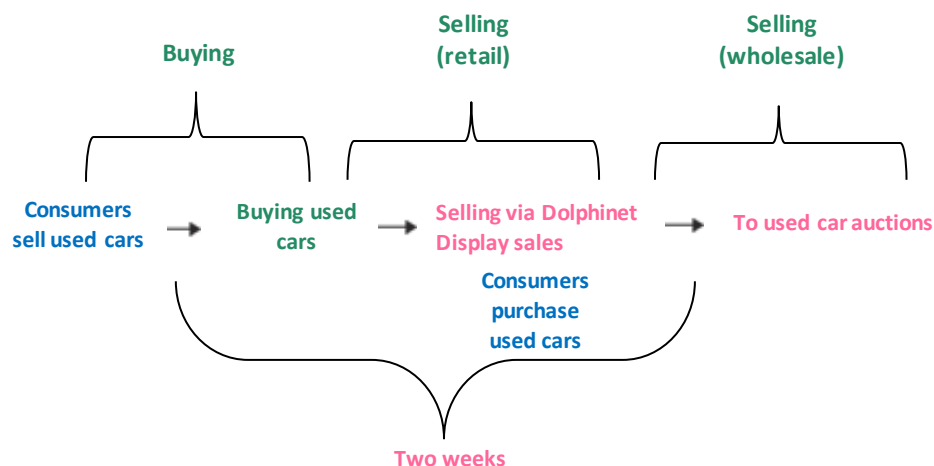 Buying
Selling
(retail)
Selling
(wholesale)
Consumers
sell used cars
Buying used
cars
Selling via Dolphinet
Display sales
To used car auctions
Consumers
purchase
used cars
Two weeks